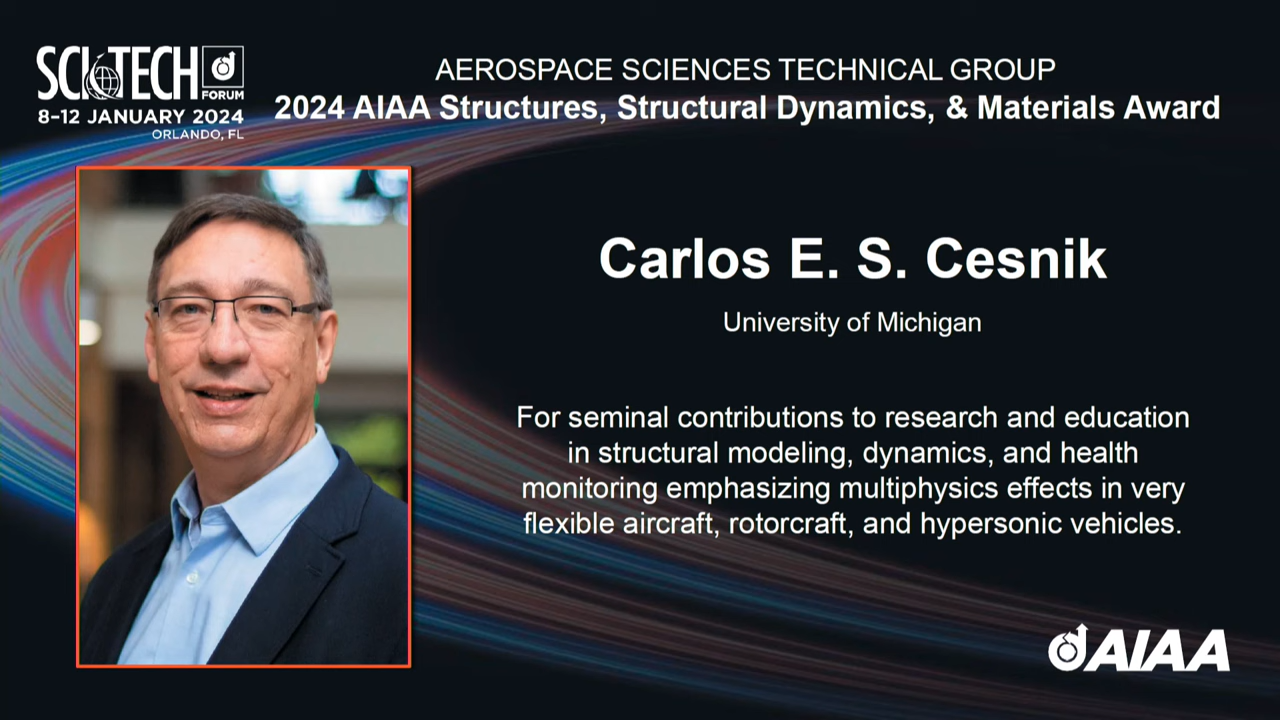 SCITECH
FORUM
8–12 JANUARY 2024
ORLANDO, FL
AEROSPACE SCIENCES TECHNICAL GROUP
2024 AIAA Structures, Structural Dynamics, & Materials Award
Carlos E. S. Cesnik
University of Michigan
For seminal contributions to research and education
in structural modeling, dynamics, and health
monitoring emphasizing multiphysics effects in very
flexible aircraft, rotorcraft, and hypersonic vehicles.
AIAA